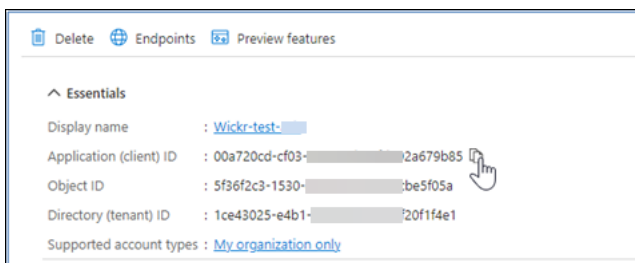 Delete Endpoints Preview features
Essentials
Display name : Wickr-test-
Application (client) ID : 00a720cd-cf03- 2a679b85
Object ID : 5f36f2c3-1530- be5f05a
Directory (tenant) ID : 1ce43025-e4b1- f20f1f4e1
Supported account types : My organization only